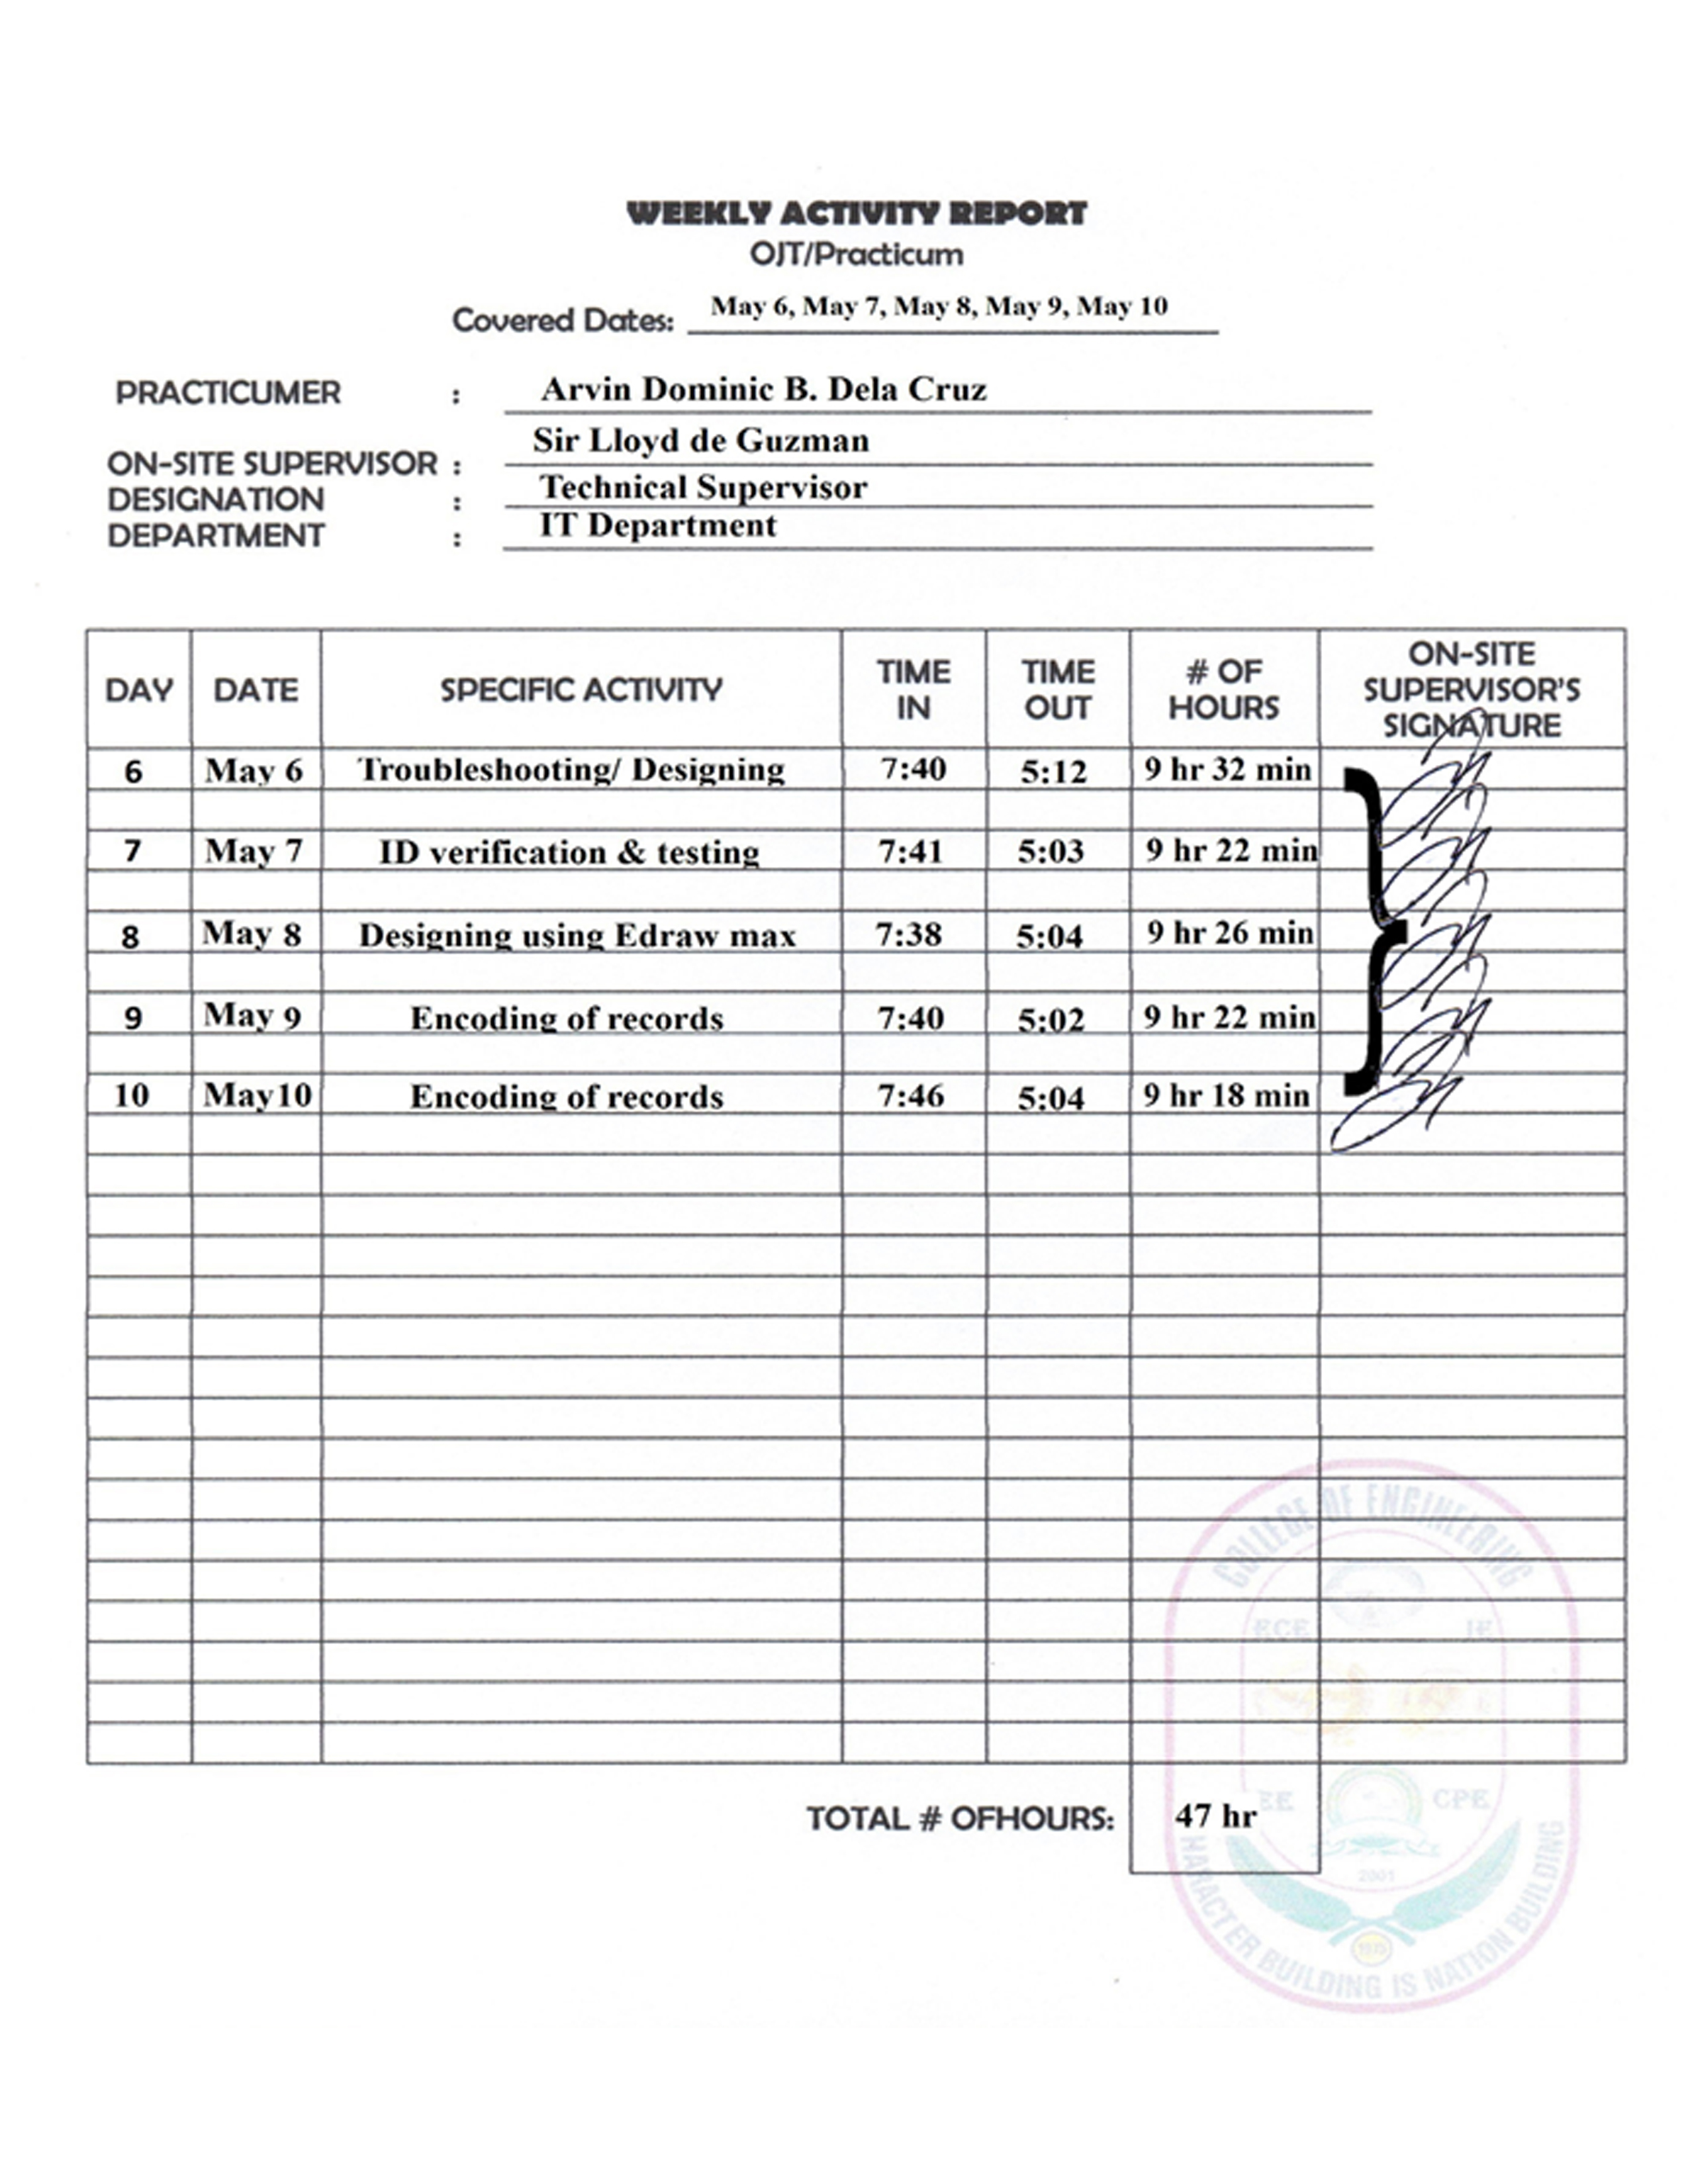 WEEKLY ACTIVITY REPORT
OJT/Practicum
Covered Dates: May 6, May 7, May 8, May 9, May 10
PRACTICUMER : Arvin Dominic B. Dela Cruz
ON-SITE SUPERVISOR : Sir Lloyd de Guzman
DESIGNATION : Technical Supervisor
DEPARTMENT : IT Department
DAY DATE SPECIFIC ACTIVITY TIME IN TIME OUT # OF HOURS ON-SITE SUPERVISOR'S SIGNATURE
6 May 6 Troubleshooting/ Designing 7:40 5:12 9 hr 32 min
7 May 7 ID verification & testing 7:41 5:03 9 hr 22 min
8 May 8 Designing using Edraw max 7:38 5:04 9 hr 26 min
9 May 9 Encoding of records 7:40 5:02 9 hr 22 min
10 May10 Encoding of records 7:46 5:04 9 hr 18 min
TOTAL # OFHOURS: 47 hr
COLLEGE OF ENGINEERING
ECE IE
EE CPE
2001
1975
HARACTER BUILDING IS NATION BUILDING